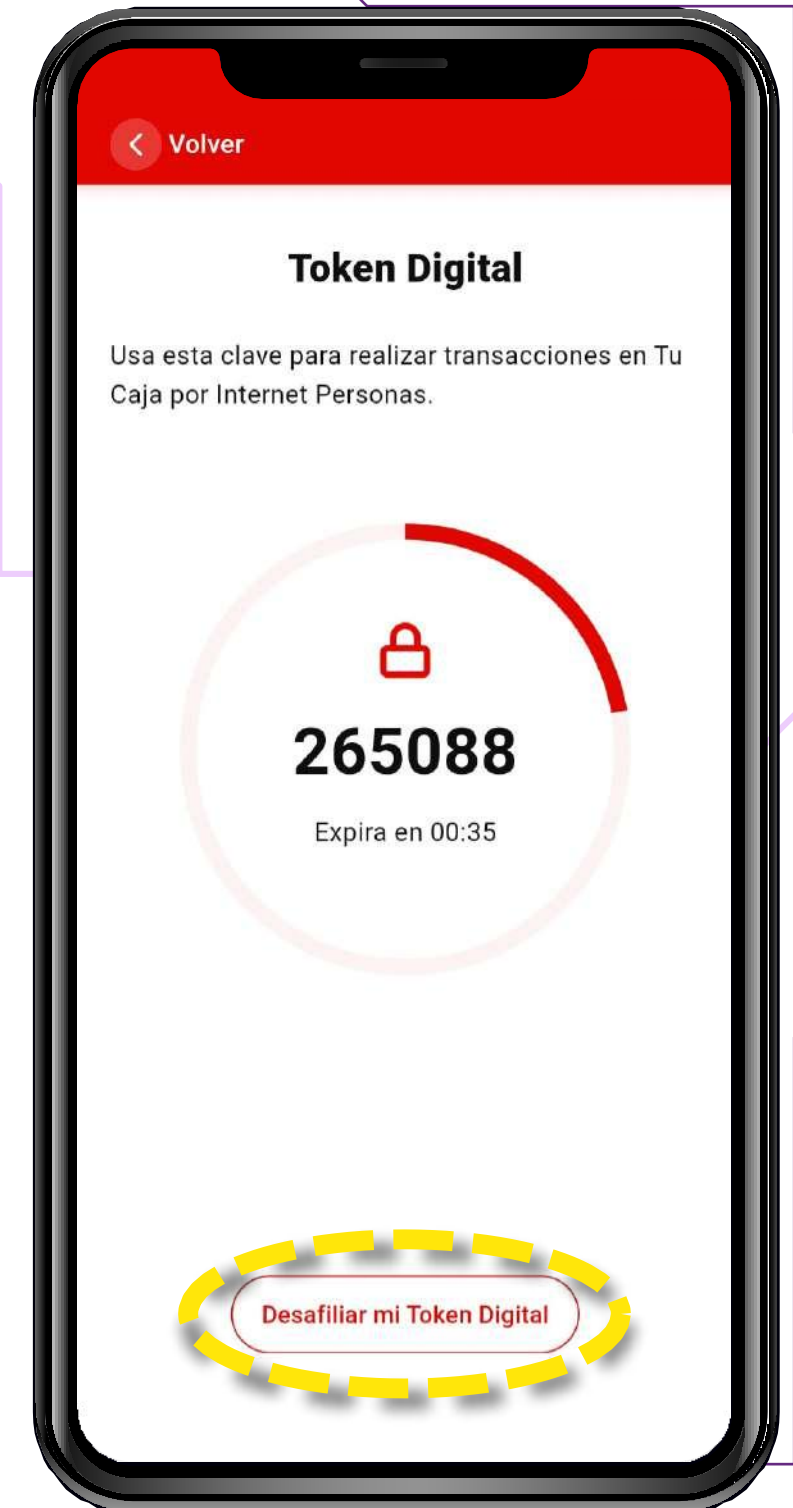 Volver
Token Digital
Usa esta clave para realizar transacciones en Tu
Caja por Internet Personas.
265088
Expira en 00:35
Desafiliar mi Token Digital